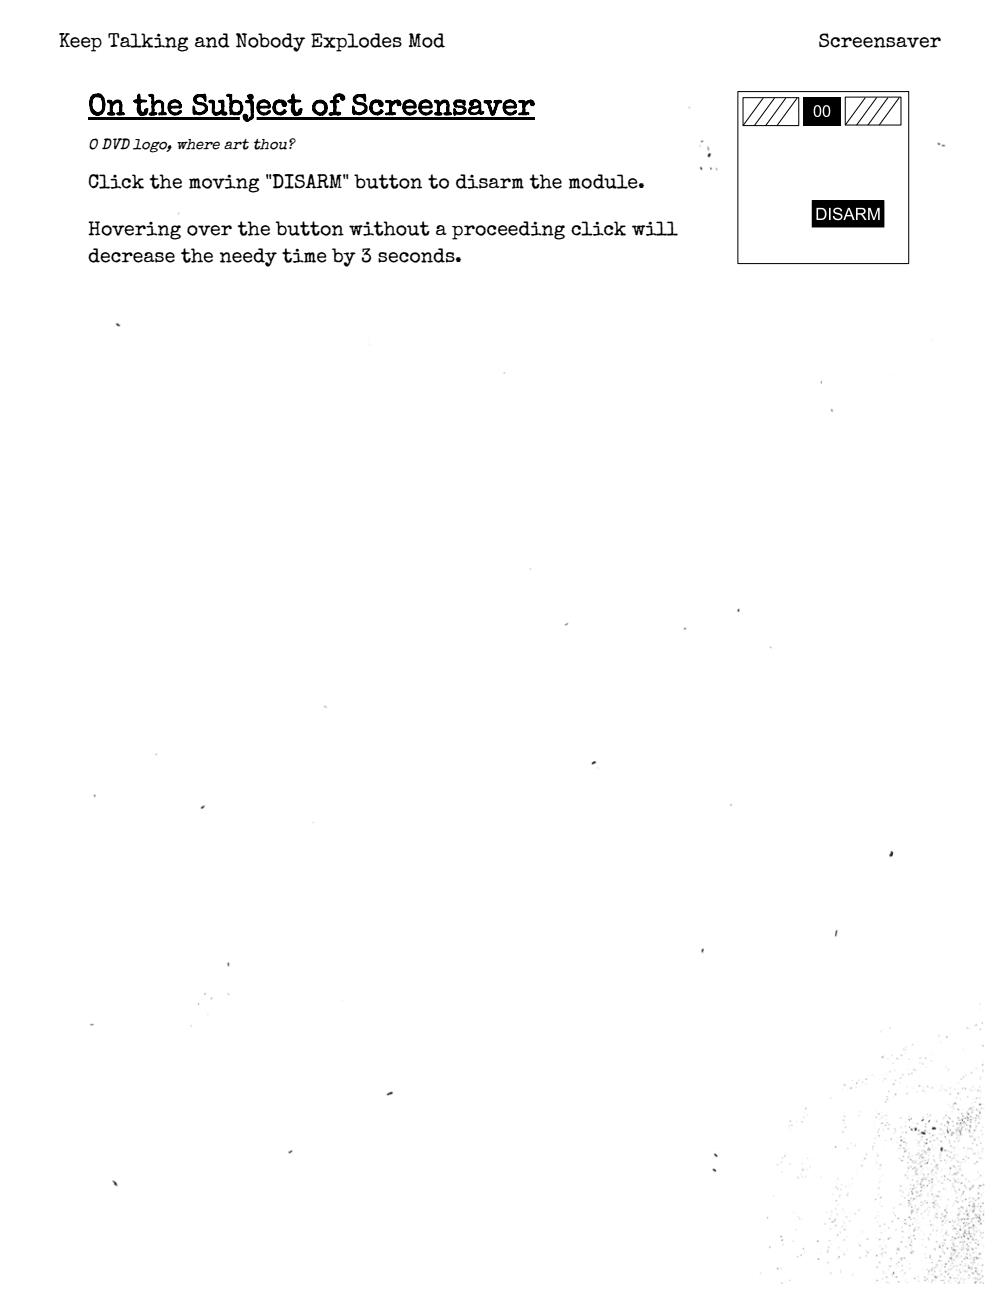 Keep Talking and Nobody Explodes Mod
Screensaver
On the Subject of Screensaver
O DVD logo, where art thou?
Click the moving "DISARM" button to disarm the module.
Hovering over the button without a proceeding click will
decrease the needy time by 3 seconds.
00
DISARM